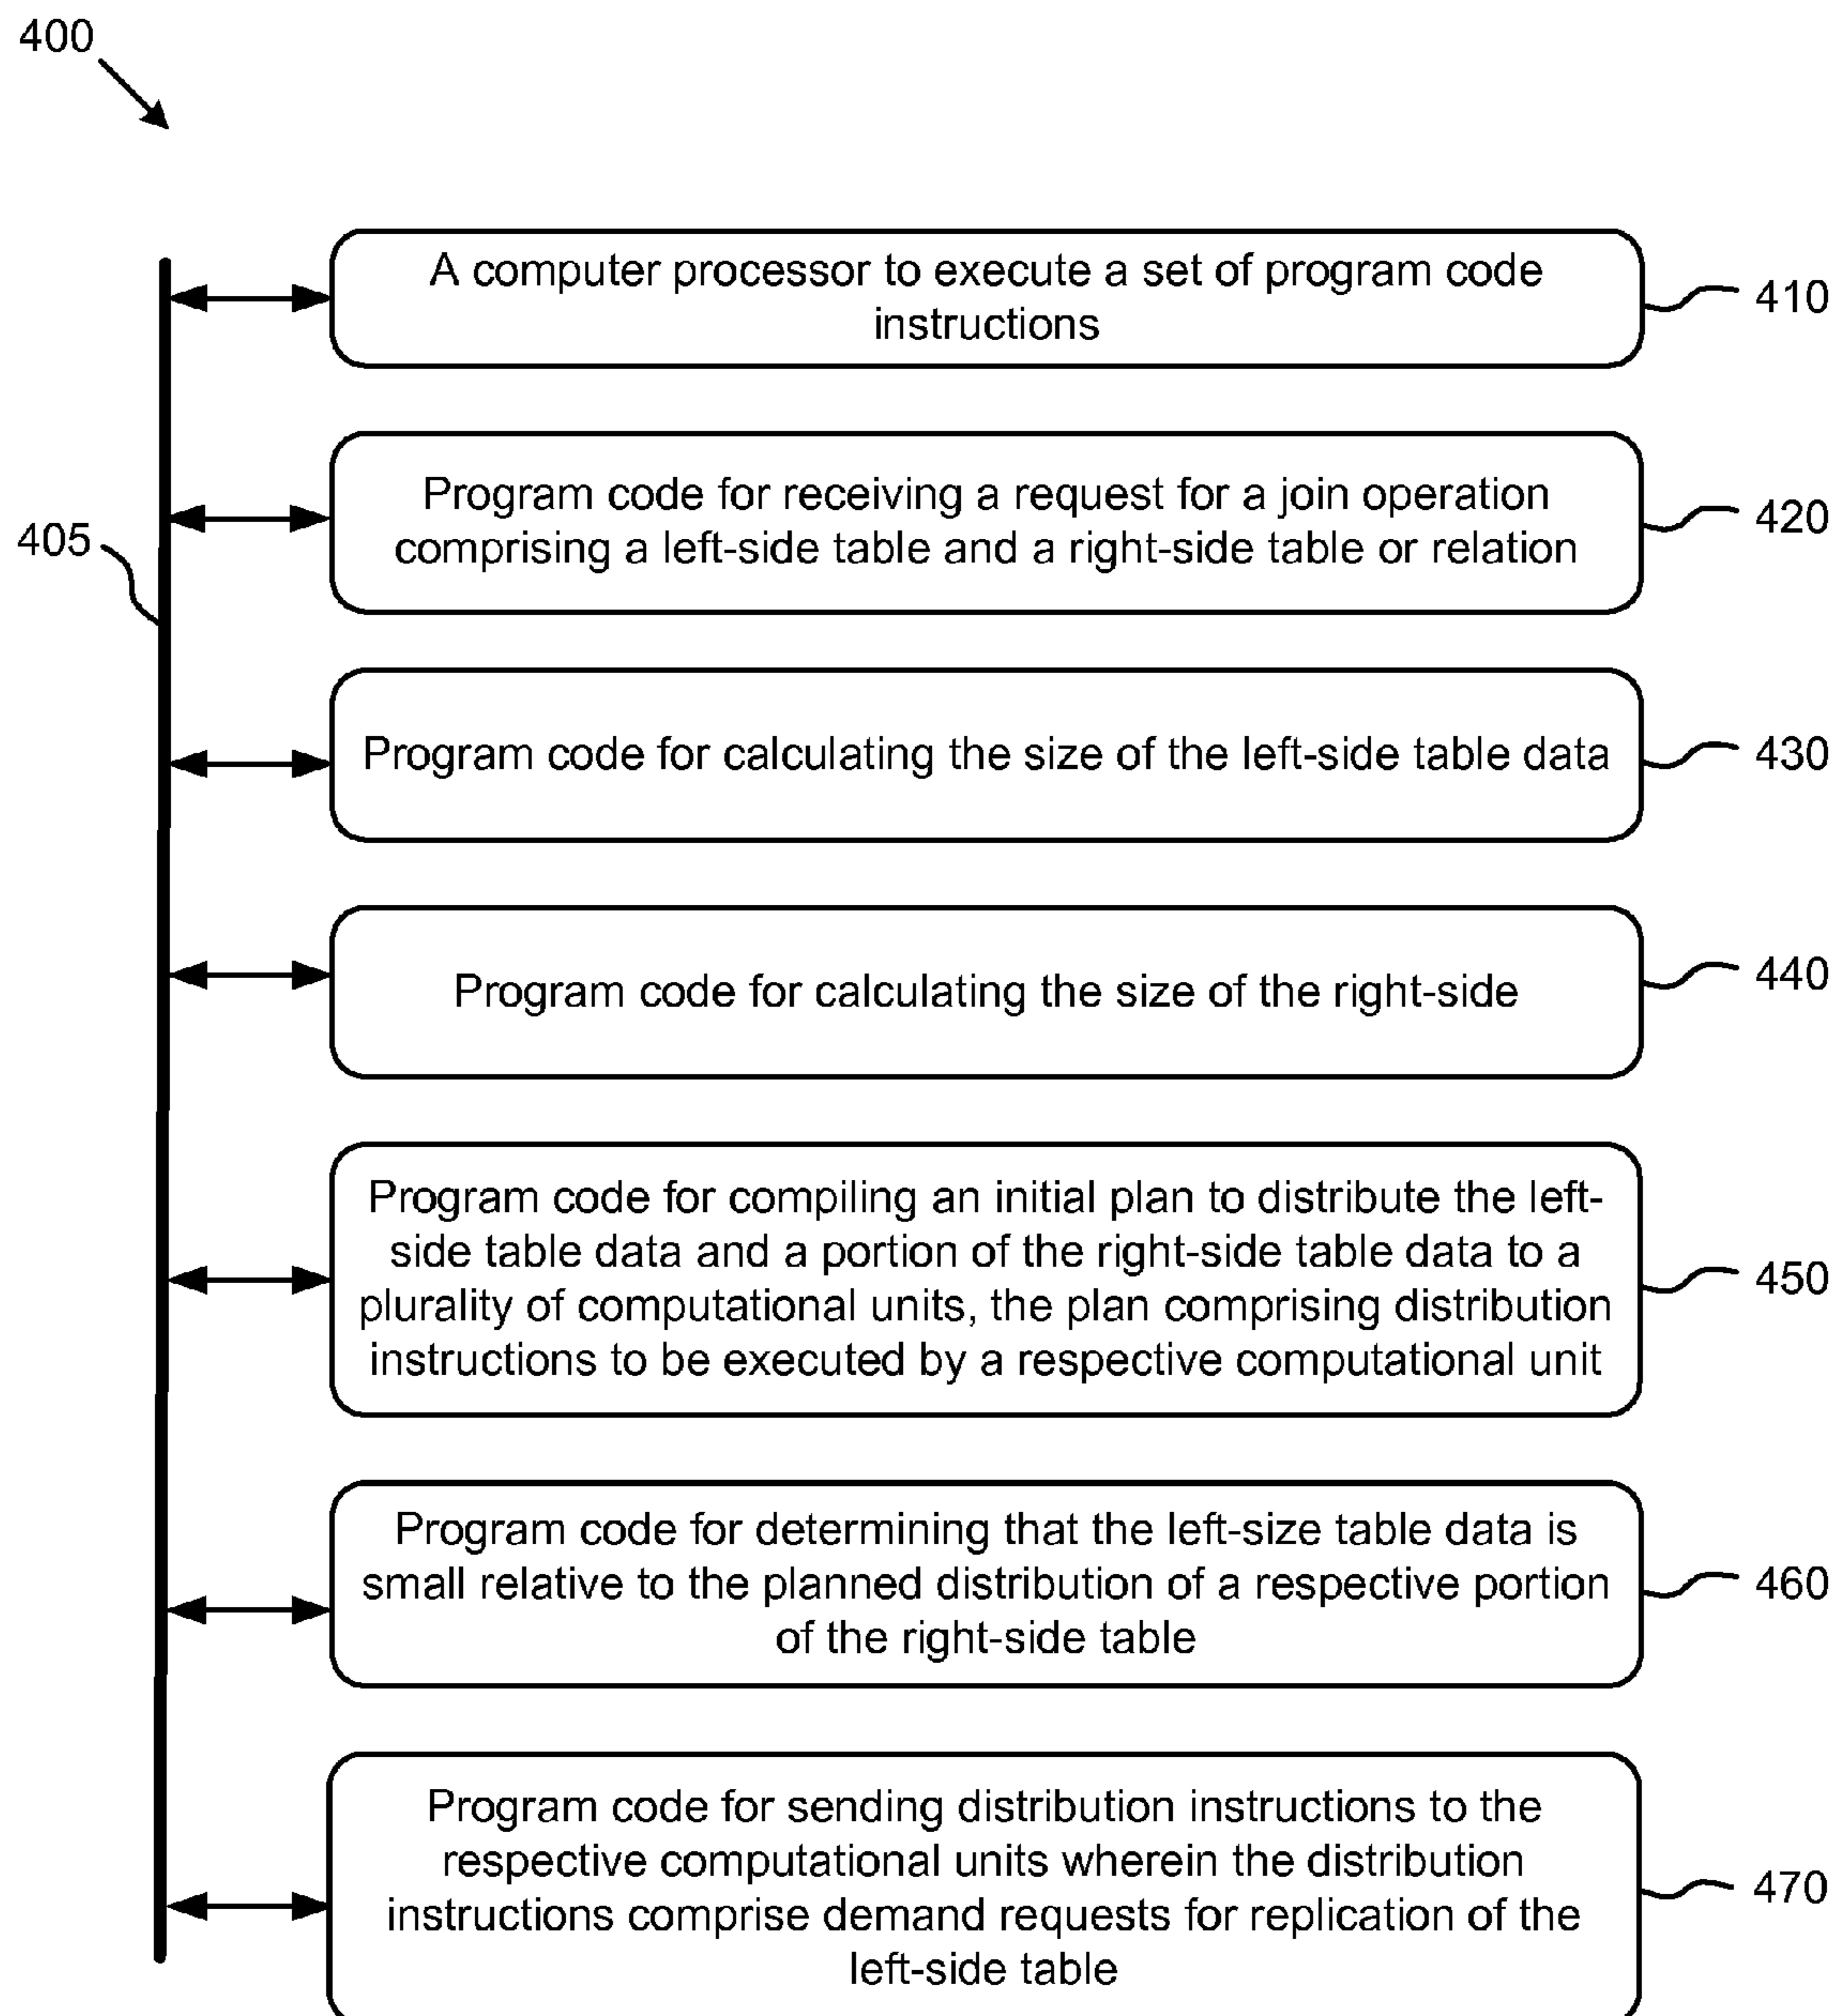 400
A computer processor to execute a set of program code
instructions
410
Program code for receiving a request for a join operation
comprising a left-side table and a right-side table or relation
420
405
Program code for calculating the size of the left-side table data
430
Program code for calculating the size of the right-side
440
Program code for compiling an initial plan to distribute the left-
side table data and a portion of the right-side table data to a
plurality of computational units, the plan comprising distribution
instructions to be executed by a respective computational unit
450
Program code for determining that the left-size table data is
small relative to the planned distribution of a respective portion
of the right-side table
460
Program code for sending distribution instructions to the
respective computational units wherein the distribution
instructions comprise demand requests for replication of the
left-side table
470